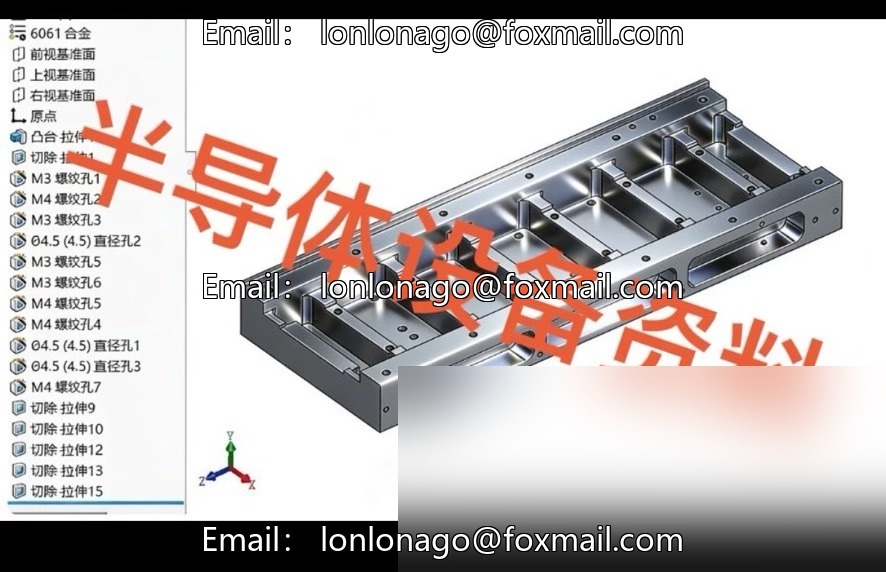 Email： lonlonago@foxmail.com
6061 合金
前视基准面
上视基准面
右视基准面
原点
凸台 拉伸
切除 拉伸1
M3 螺纹孔1
M4 螺纹孔2
M3 螺纹孔3
Ø4.5 (4.5) 直径孔2
M3 螺纹孔5
M3 螺纹孔6
M4 螺纹孔5
M4 螺纹孔4
Ø4.5 (4.5) 直径孔1
Ø4.5 (4.5) 直径孔3
M4 螺纹孔7
切除 拉伸9
切除 拉伸10
切除 拉伸12
切除 拉伸13
切除 拉伸15
半导体设备资料
Email： lonlonago@foxmail.com
Y
Z
X
Email： lonlonago@foxmail.com